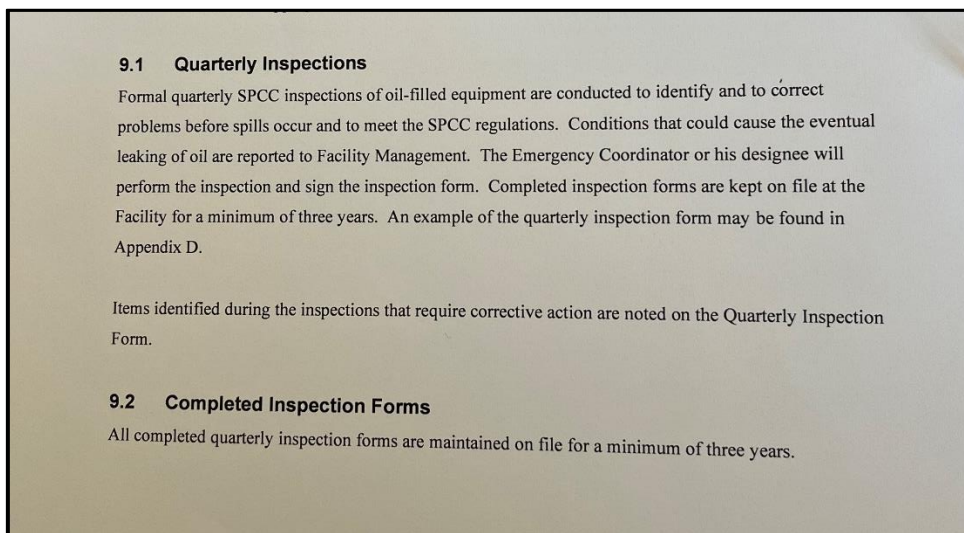 9.1 Quarterly Inspections
Formal quarterly SPCC inspections of oil-filled equipment are conducted to identify and to correct
problems before spills occur and to meet the SPCC regulations. Conditions that could cause the eventual
leaking of oil are reported to Facility Management. The Emergency Coordinator or his designee will
perform the inspection and sign the inspection form. Completed inspection forms are kept on file at the
Facility for a minimum of three years. An example of the quarterly inspection form may be found in
Appendix D.
Items identified during the inspections that require corrective action are noted on the Quarterly Inspection
Form.
9.2 Completed Inspection Forms
All completed quarterly inspection forms are maintained on file for a minimum of three years.